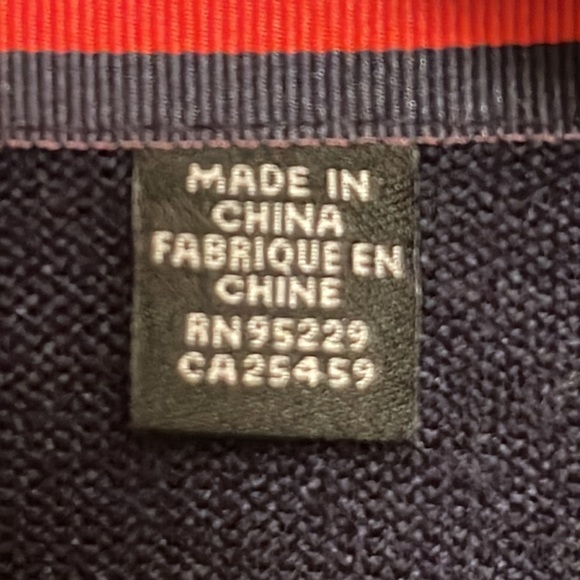 MADE IN
CHINA
FABRIQUE EN
CHINE
RN95229
CA25459